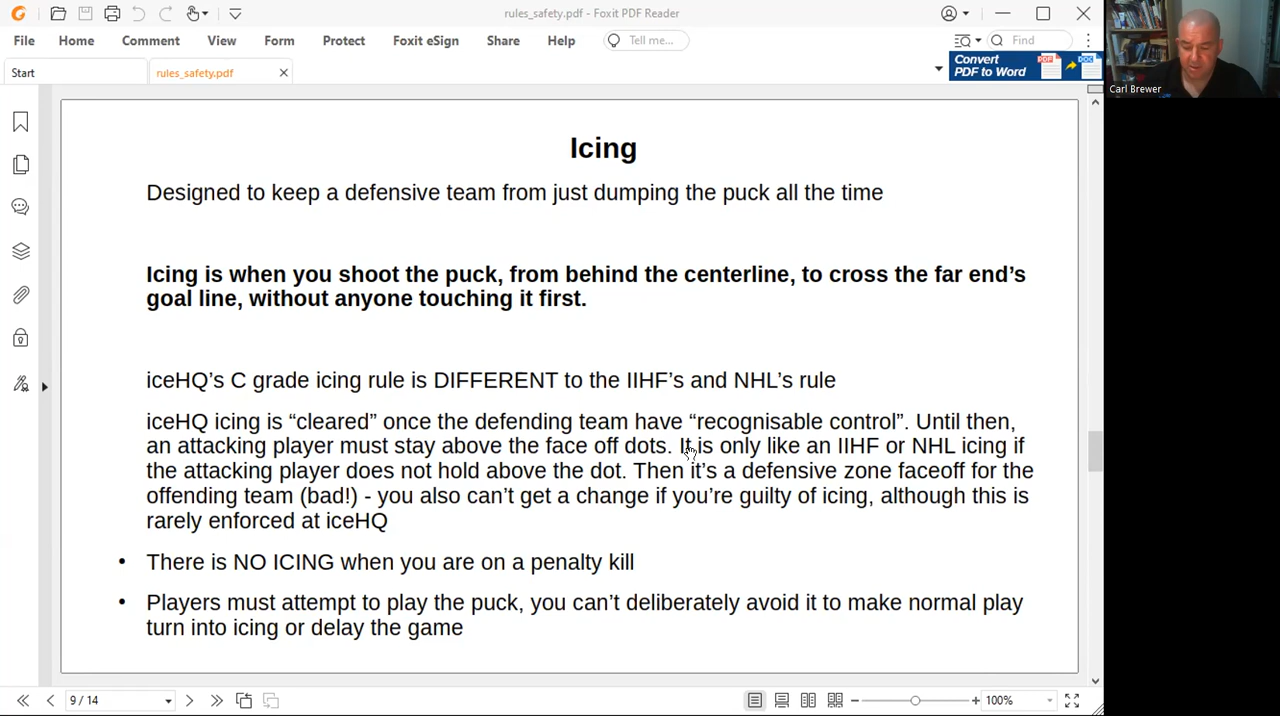 rules_safety.pdf - Foxit PDF Reader
File Home Comment View Form Protect Foxit eSign Share Help Tell me... Find
Start rules_safety.pdf
Convert
PDF to Word PDF DOC
Carl Brewer
Icing
Designed to keep a defensive team from just dumping the puck all the time
Icing is when you shoot the puck, from behind the centerline, to cross the far end's
goal line, without anyone touching it first.
iceHQ's C grade icing rule is DIFFERENT to the IIHF's and NHL's rule
iceHQ icing is “cleared” once the defending team have “recognisable control”. Until then,
an attacking player must stay above the face off dots. It is only like an IIHF or NHL icing if
the attacking player does not hold above the dot. Then it's a defensive zone faceoff for the
offending team (bad!) - you also can't get a change if you're guilty of icing, although this is
rarely enforced at iceHQ
• There is NO ICING when you are on a penalty kill
• Players must attempt to play the puck, you can't deliberately avoid it to make normal play
turn into icing or delay the game
9 / 14 100%